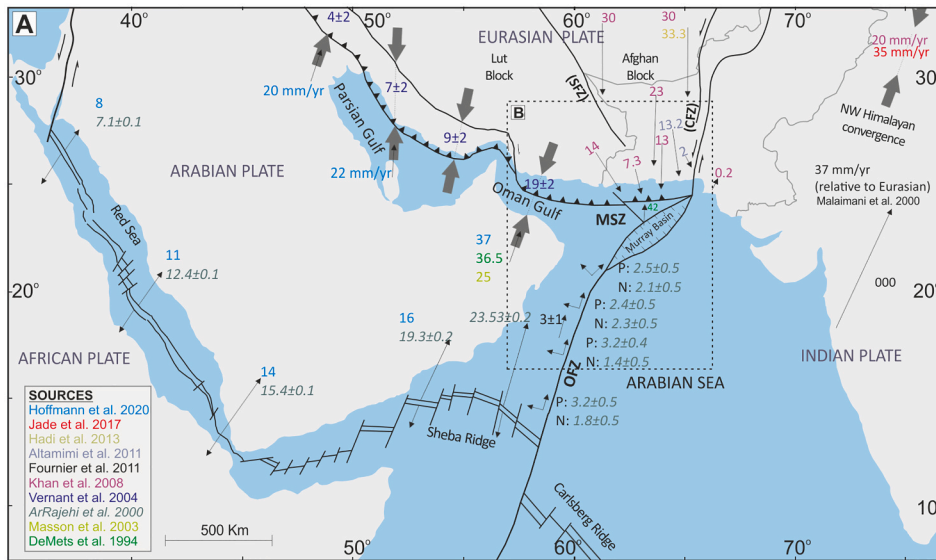 A
40°
50°
60°
70°
4±2
30
30
33.3
EURASIAN PLATE
20 mm/yr
35 mm/yr
Lut
Block
Afghan
Block
(SFZ)
30°
30°
20 mm/yr
7±2
23
NW Himalayan
convergence
8
7.1±0.1
Parsian Gulf
B
(CFZ)
13.2
9±2
13
2
14
7.3
ARABIAN PLATE
22 mm/yr
19±2
0.2
37 mm/yr
(relative to Eurasian)
Malaimani et al. 2000
Oman Gulf
MSZ
42
Murray Basin
Red Sea
37
36.5
25
11
12.4±0.1
P: 2.5±0.5
N: 2.1±0.5
000
20°
20°
P: 2.4±0.5
N: 2.3±0.5
16
19.3±0.2
23.53±0.2
3±1
P: 3.2±0.4
N: 1.4±0.5
AFRICAN PLATE
INDIAN PLATE
14
15.4±0.1
OFZ
ARABIAN SEA
P: 3.2±0.5
N: 1.8±0.5
Sheba Ridge
SOURCES
Hoffmann et al. 2020
Jade et al. 2017
Hadi et al. 2013
Altamimi et al. 2011
Fournier et al. 2011
Khan et al. 2008
Vernant et al. 2004
ArRajehi et al. 2000
Masson et al. 2003
DeMets et al. 1994
Carlsberg Ridge
10
500 Km
50°
60°
70°